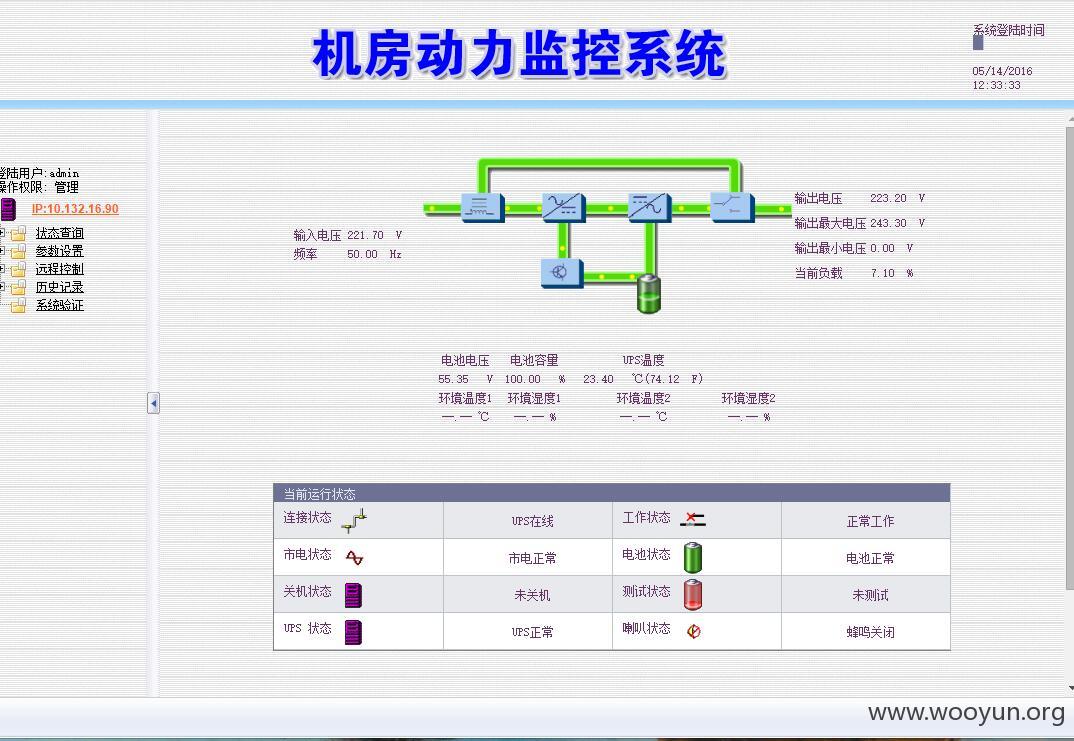 机房动力监控系统
系统登陆时间
05/14/2016
12:33:33
登陆用户:admin
操作权限: 管理
IP:10.132.16.90
状态查询
参数设置
远程控制
历史记录
系统验证
输入电压 221.70 V
频率 50.00 Hz
输出电压 223.20 V
输出最大电压 243.30 V
输出最小电压 0.00 V
当前负载 7.10 %
电池电压 电池容量 UPS温度
55.35 V 100.00 % 23.40 ℃(74.12 F)
环境温度1 环境湿度1 环境温度2 环境湿度2
—.— ℃ —.— % —.— ℃ —.— %
当前运行状态
连接状态 UPS在线 工作状态 正常工作
市电状态 市电正常 电池状态 电池正常
关机状态 未关机 测试状态 未测试
UPS 状态 UPS正常 喇叭状态 蜂鸣关闭
www.wooyun.org